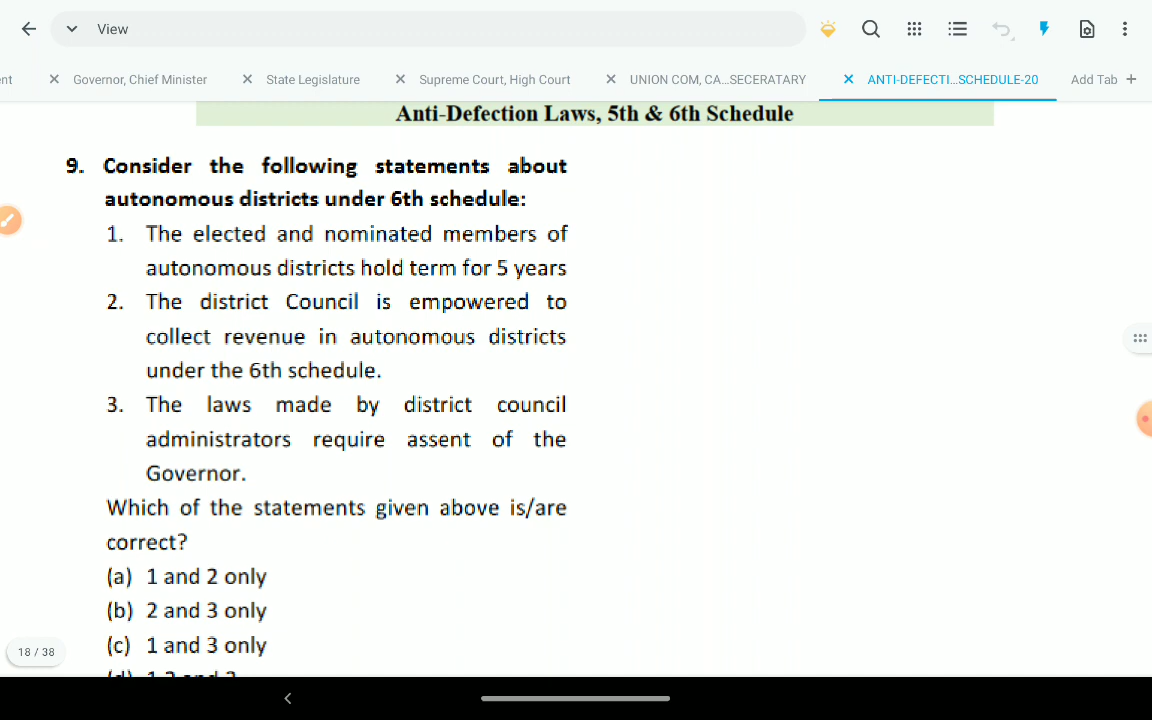 View
nt
Governor, Chief Minister
State Legislature
Supreme Court, High Court
UNION COM, CA...SECERATARY
ANTI-DEFECTI...SCHEDULE-20
Add Tab +
Anti-Defection Laws, 5th & 6th Schedule
9. Consider the following statements about
autonomous districts under 6th schedule:
1. The elected and nominated members of
autonomous districts hold term for 5 years
2. The district Council is empowered to
collect revenue in autonomous districts
under the 6th schedule.
3. The laws made by district council
administrators require assent of the
Governor.
Which of the statements given above is/are
correct?
(a) 1 and 2 only
(b) 2 and 3 only
(c) 1 and 3 only
18 / 38